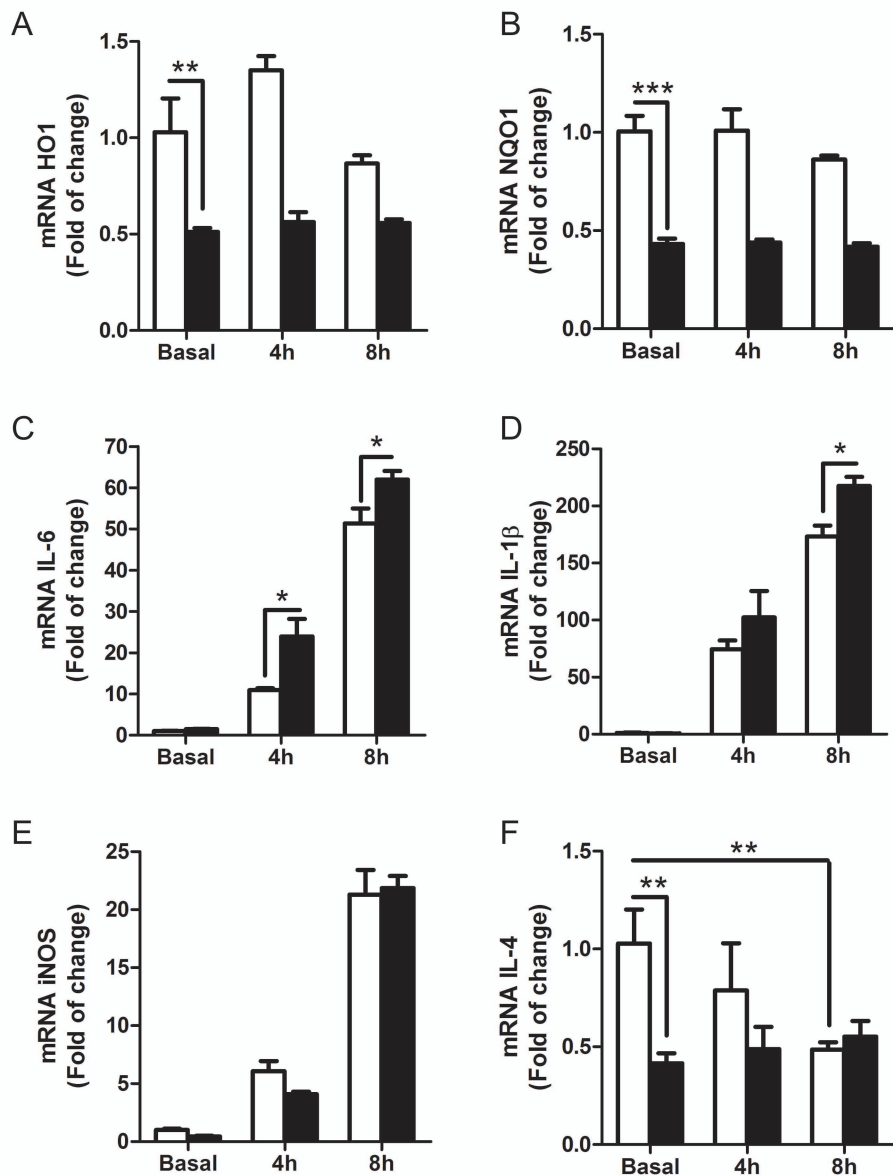 A
mRNA HO1
(Fold of change)
1.5
1.0
0.5
0.0
**
Basal 4h 8h
B
mRNA NQO1
(Fold of change)
1.5
1.0
0.5
0.0
***
Basal 4h 8h
C
mRNA IL-6
(Fold of change)
70
60
50
40
30
20
10
0
*
*
Basal 4h 8h
D
mRNA IL-1β
(Fold of change)
250
200
150
100
50
0
*
Basal 4h 8h
E
mRNA iNOS
(Fold of change)
25
20
15
10
5
0
Basal 4h 8h
F
mRNA IL-4
(Fold of change)
1.5
1.0
0.5
0.0
**
**
Basal 4h 8h